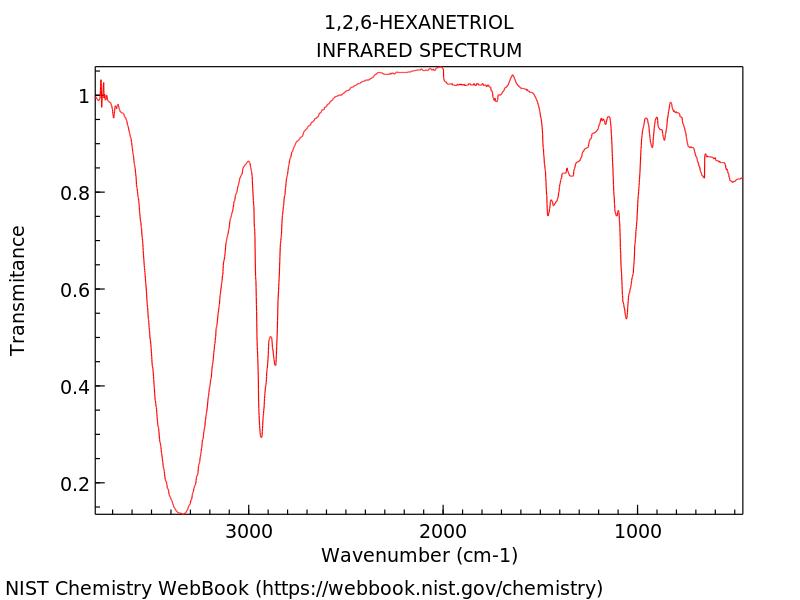 1,2,6-HEXANETRIOL
INFRARED SPECTRUM
1
0.8
0.6
0.4
0.2
Transmitance
3000 2000 1000
Wavenumber (cm-1)
NIST Chemistry WebBook (https://webbook.nist.gov/chemistry)